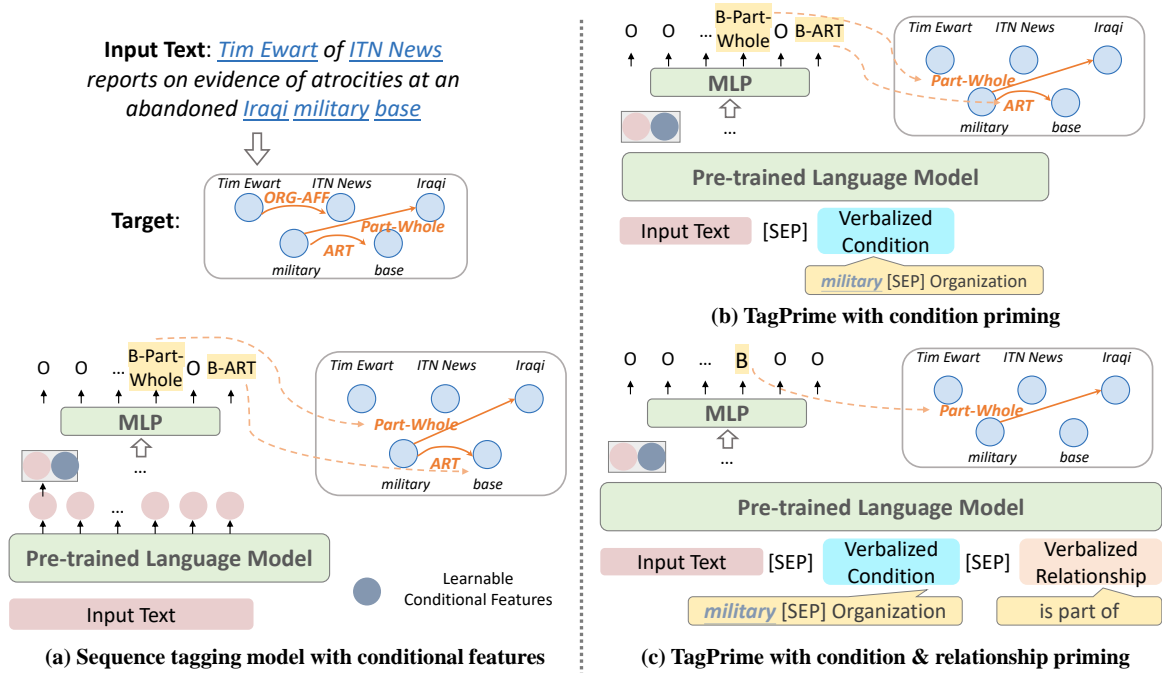 Input Text: Tim Ewart of ITN News
reports on evidence of atrocities at an
abandoned Iraqi military base
Target:
Tim Ewart ITN News Iraqi
ORG-AFF
Part-Whole
ART
military base
O O ... B-Part-Whole O B-ART
MLP
...
...
Pre-trained Language Model
Input Text
Tim Ewart ITN News Iraqi
Part-Whole
ART
military base
Learnable
Conditional Features
(a) Sequence tagging model with conditional features
O O ... B-Part-Whole O B-ART
MLP
...
Tim Ewart ITN News Iraqi
Part-Whole
ART
military base
Pre-trained Language Model
Input Text [SEP] Verbalized
Condition
military [SEP] Organization
(b) TagPrime with condition priming
O O ... B O O
MLP
...
Tim Ewart ITN News Iraqi
Part-Whole
military base
Pre-trained Language Model
Input Text [SEP] Verbalized Condition [SEP] Verbalized Relationship
military [SEP] Organization is part of
(c) TagPrime with condition & relationship priming